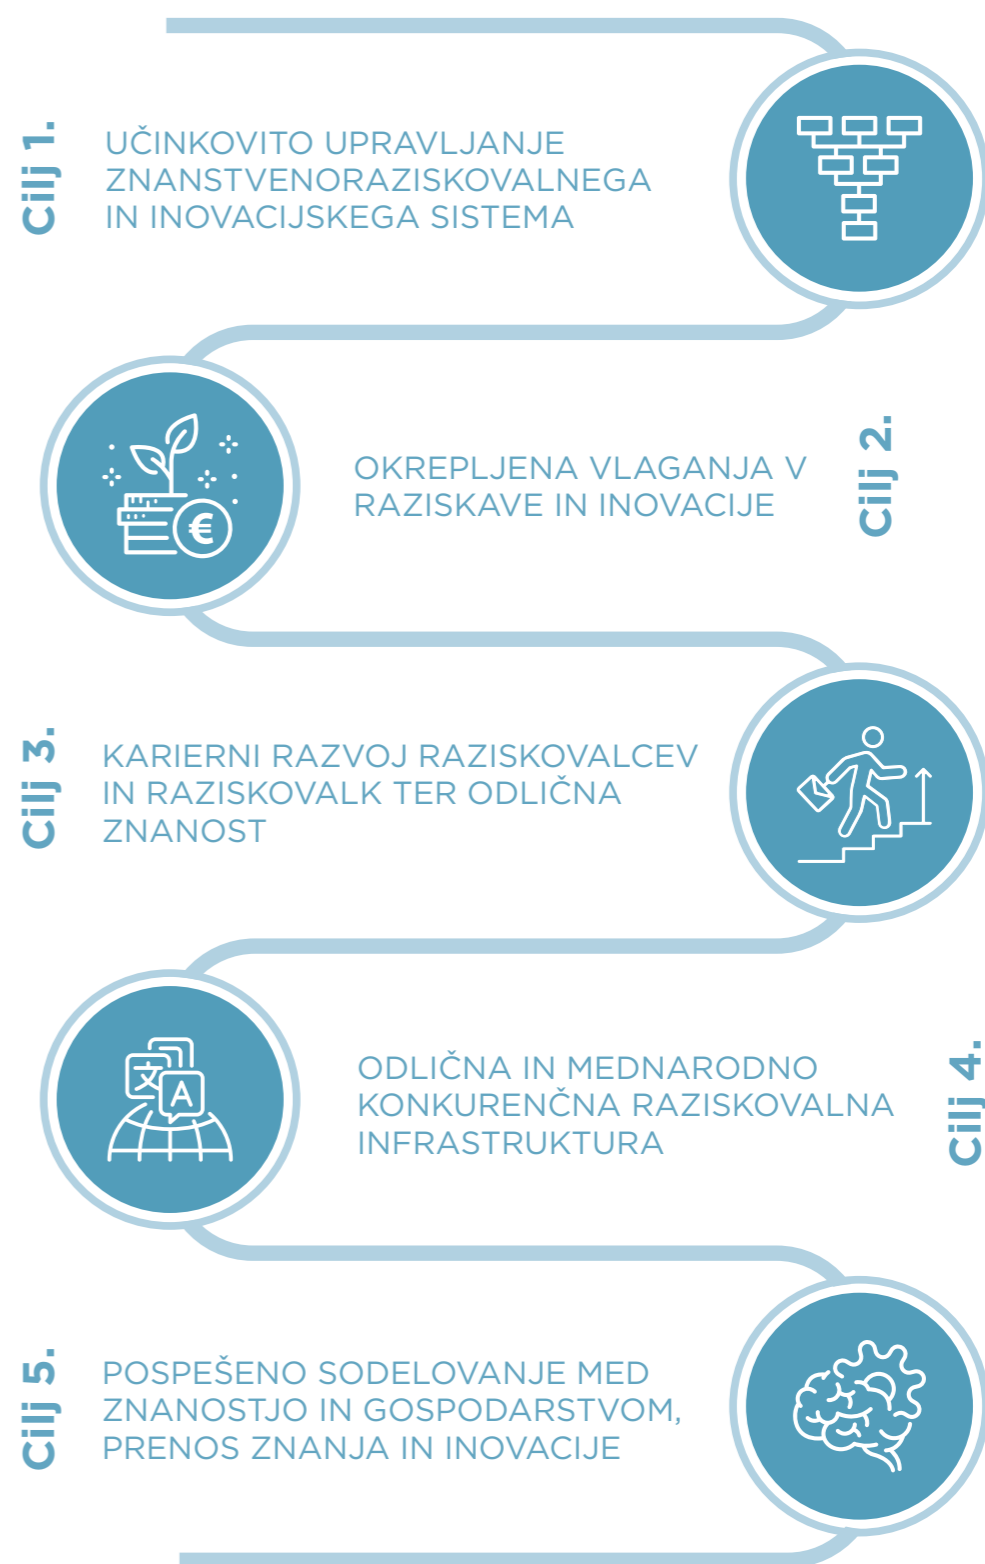 Cilj 1.
UČINKOVITO UPRAVLJANJE
ZNANSTVENORAZISKOVALNEGA
IN INOVACIJSKEGA SISTEMA
€
OKREPLJENA VLAGANJA V
RAZISKAVE IN INOVACIJE
Cilj 2.
Cilj 3.
KARIERNI RAZVOJ RAZISKOVALCEV
IN RAZISKOVALK TER ODLIČNA
ZNANOST
文
A
ODLIČNA IN MEDNARODNO
KONKURENČNA RAZISKOVALNA
INFRASTRUKTURA
Cilj 4.
Cilj 5.
POSPEŠENO SODELOVANJE MED
ZNANOSTJO IN GOSPODARSTVOM,
PRENOS ZNANJA IN INOVACIJE